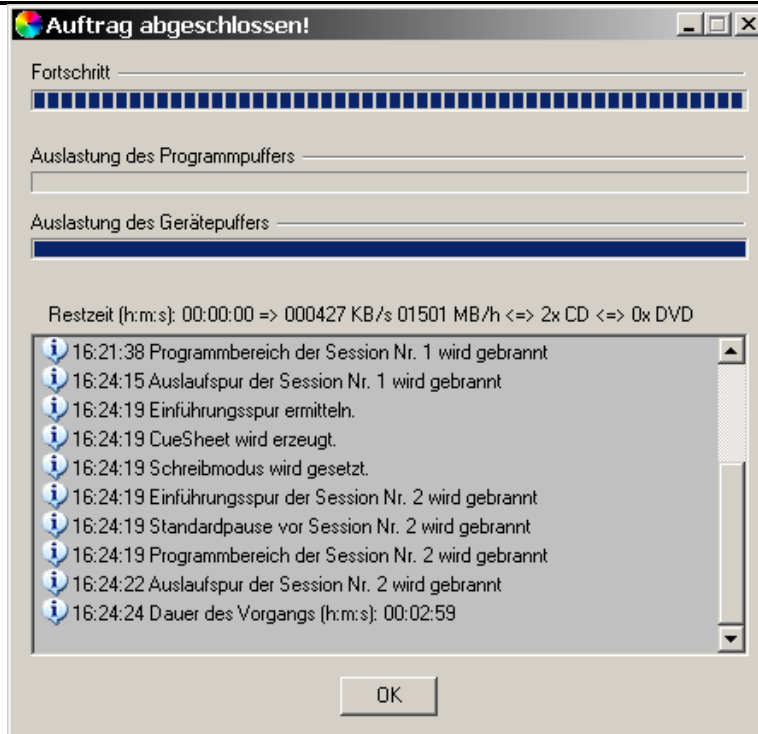 Auftrag abgeschlossen!
Fortschritt
Auslastung des Programmpuffers
Auslastung des Gerätepuffers
Restzeit (h:m:s): 00:00:00 => 000427 KB/s 01501 MB/h <=> 2x CD <=> 0x DVD
16:21:38 Programmbereich der Session Nr. 1 wird gebrannt
16:24:15 Auslaufspur der Session Nr. 1 wird gebrannt
16:24:19 Einführungsspur ermitteln.
16:24:19 CueSheet wird erzeugt.
16:24:19 Schreibmodus wird gesetzt.
16:24:19 Einführungsspur der Session Nr. 2 wird gebrannt
16:24:19 Standardpause vor Session Nr. 2 wird gebrannt
16:24:19 Programmbereich der Session Nr. 2 wird gebrannt
16:24:22 Auslaufspur der Session Nr. 2 wird gebrannt
16:24:24 Dauer des Vorgangs (h:m:s): 00:02:59
OK